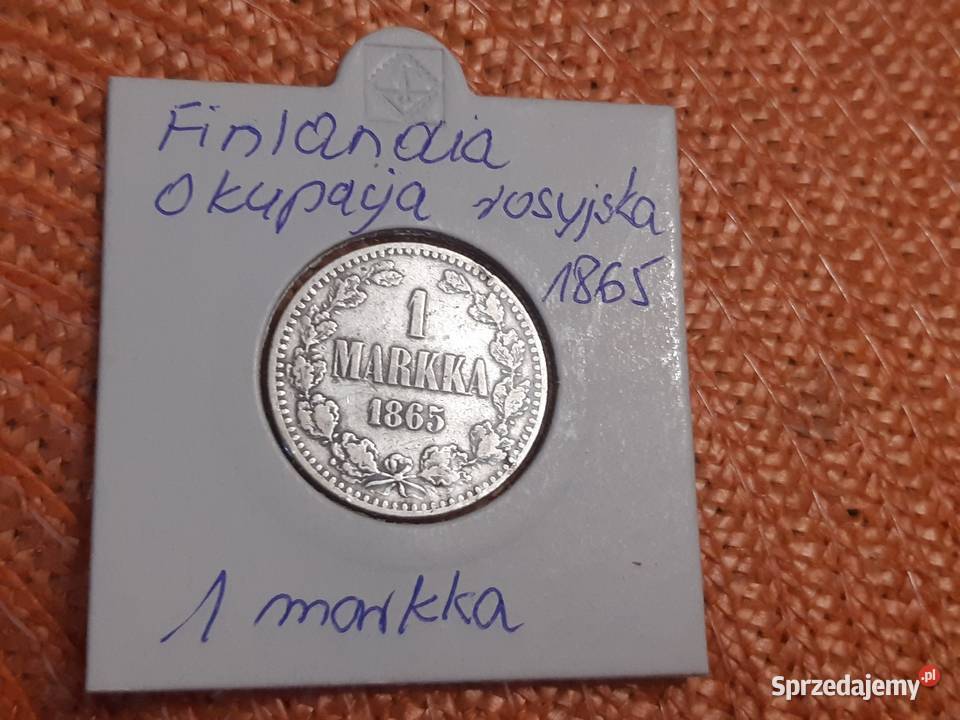 Finlandia
Okupacja rosyjska
1865
1
MARKKA
1865
1 markka
Sprzedajemy.pl